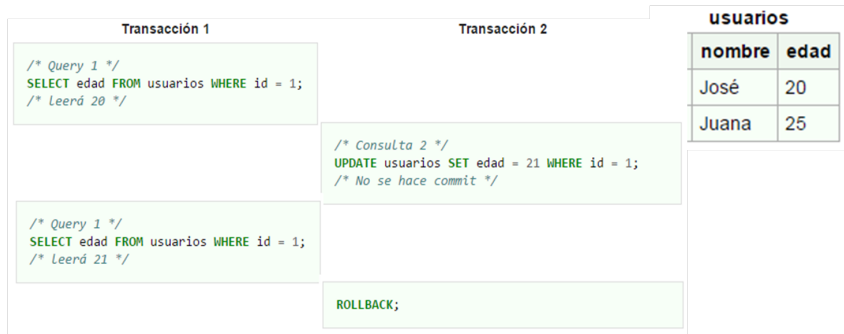 Transacción 1
Transacción 2
usuarios
nombre edad
José 20
Juana 25
/* Query 1 */
SELECT edad FROM usuarios WHERE id = 1;
/* leerá 20 */
/* Consulta 2 */
UPDATE usuarios SET edad = 21 WHERE id = 1;
/* No se hace commit */
/* Query 1 */
SELECT edad FROM usuarios WHERE id = 1;
/* leerá 21 */
ROLLBACK;